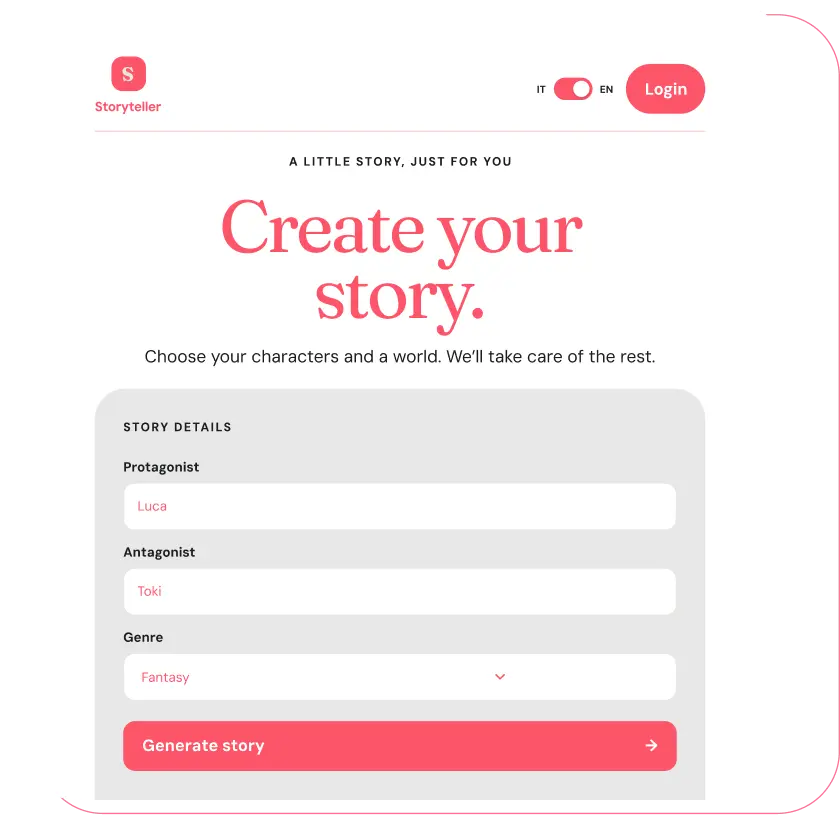 S
Storyteller
IT EN Login
A LITTLE STORY, JUST FOR YOU
Create your
story.
Choose your characters and a world. We’ll take care of the rest.
STORY DETAILS
Protagonist
Luca
Antagonist
Toki
Genre
Fantasy
Generate story